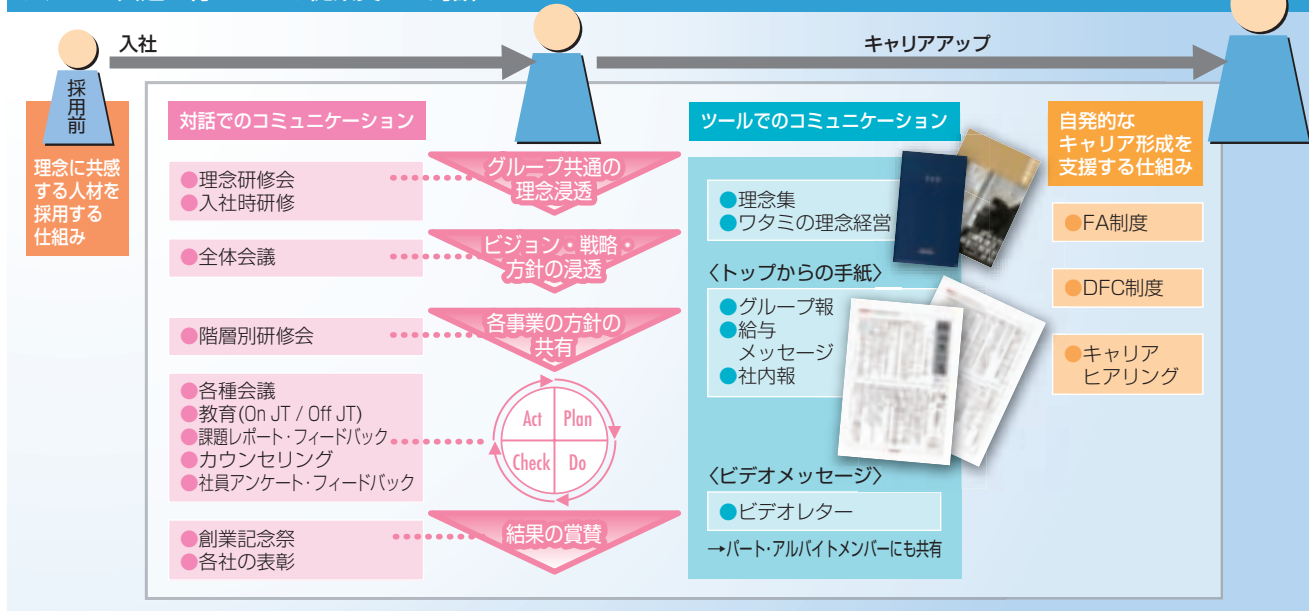 入社
キャリアアップ
採用前
理念に共感
する人材を
採用する
仕組み
対話でのコミュニケーション
●理念研修会
●入社時研修
グループ共通の
理念浸透
●全体会議
ビジョン・戦略・
方針の浸透
●階層別研修会
各事業の方針の
共有
●各種会議
●教育(On JT / Off JT)
●課題レポート・フィードバック
●カウンセリング
●社員アンケート・フィードバック
Act
Plan
Check
Do
●創業記念祭
●各社の表彰
結果の賞賛
ツールでのコミュニケーション
●理念集
●ワタミの理念経営
〈トップからの手紙〉
●グループ報
●給与
メッセージ
●社内報
〈ビデオメッセージ〉
●ビデオレター
→パート・アルバイトメンバーにも共有
自発的な
キャリア形成を
支援する仕組み
●FA制度
●DFC制度
●キャリア
ヒアリング